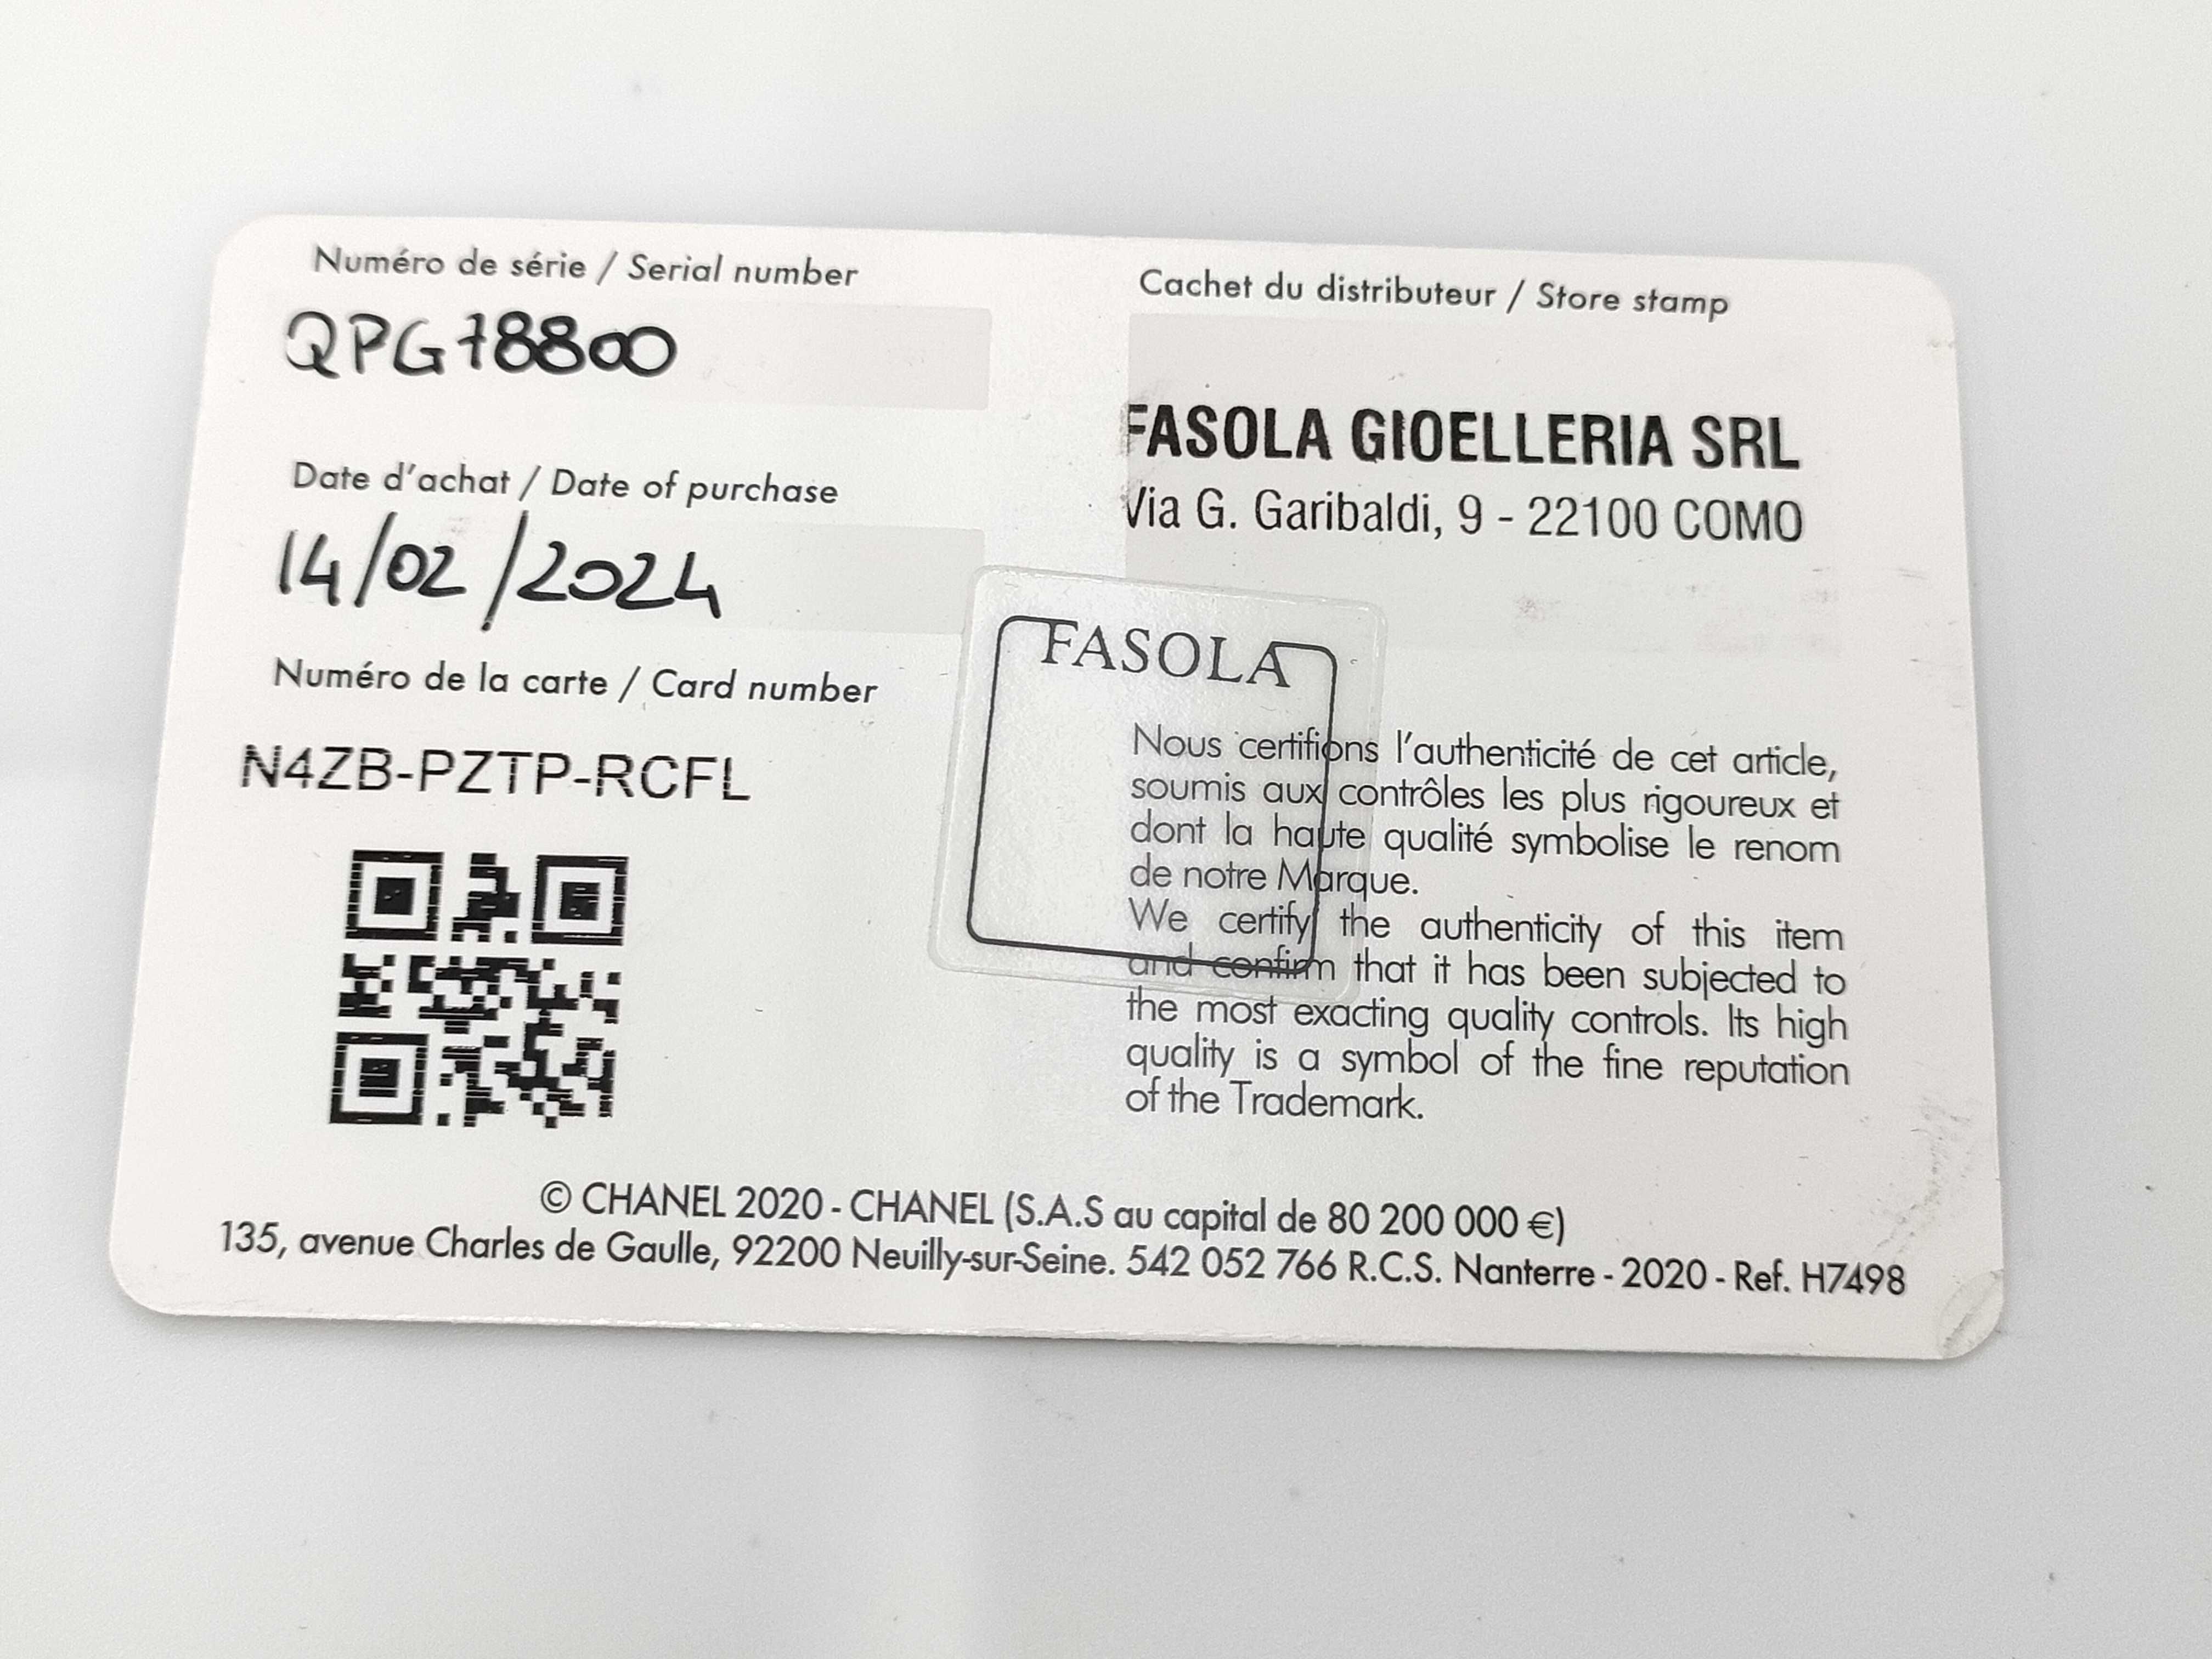 Numéro de série / Serial number
QPG78800
Date d'achat / Date of purchase
14/02/2024
Numéro de la carte / Card number
N4ZB-PZTP-RCFL
Cachet du distributeur / Store stamp
FASOLA GIOELLERIA SRL
Via G. Garibaldi, 9 - 22100 COMO
FASOLA
Nous certifions l'authenticité de cet article,
soumis aux contrôles les plus rigoureux et
dont la haute qualité symbolise le renom
de notre Marque.
We certify the authenticity of this item
and confirm that it has been subjected to
the most exacting quality controls. Its high
quality is a symbol of the fine reputation
of the Trademark.
© CHANEL 2020 - CHANEL (S.A.S au capital de 80 200 000 €)
135, avenue Charles de Gaulle, 92200 Neuilly-sur-Seine. 542 052 766 R.C.S. Nanterre - 2020 - Ref. H7498